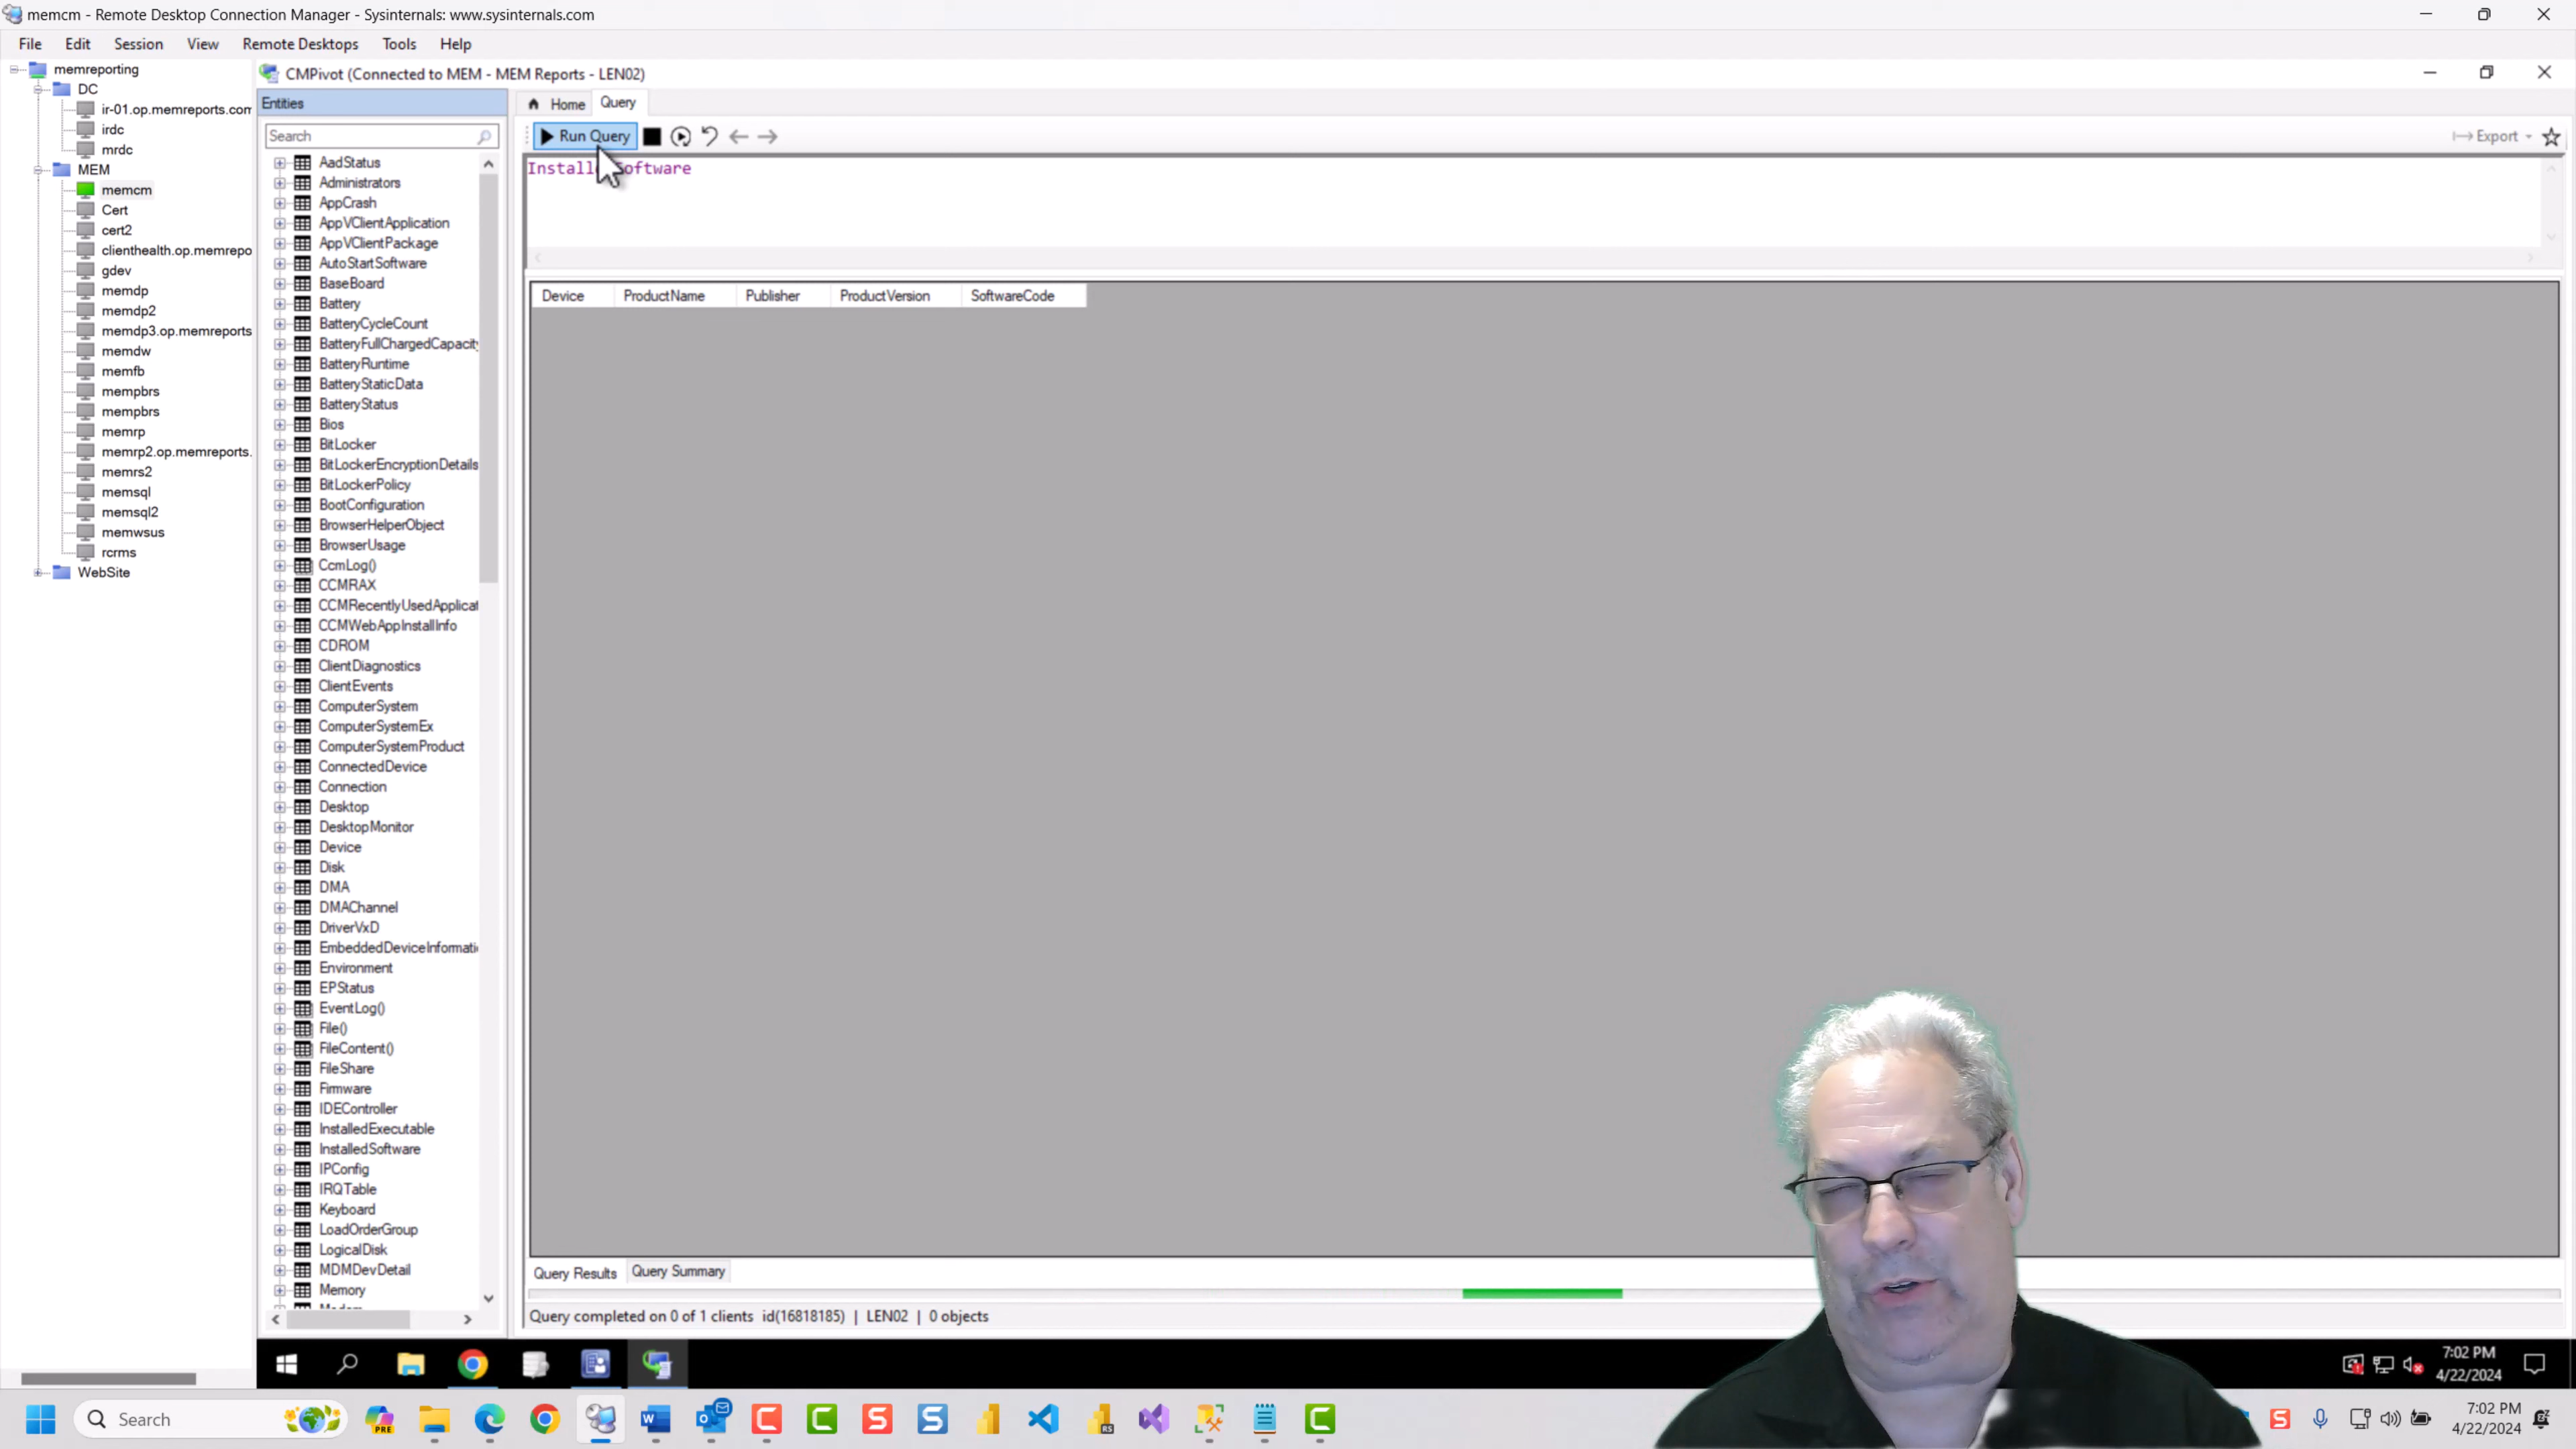 memcm - Remote Desktop Connection Manager - Sysinternals: www.sysinternals.com
File Edit Session View Remote Desktops Tools Help
memreporting
DC
ir-01.op.memreports.com
irdc
mrdc
MEM
memcm
Cert
cert2
clienthealth.op.memrepo
gdev
memdp
memdp2
memdp3.op.memreports
memdw
memfb
mempbrs
mempbrs
memrp
memrp2.op.memreports.
memrs2
memsql
memsql2
memwsus
rcrms
WebSite
CMPivot (Connected to MEM - MEM Reports - LEN02)
Entities
Search
AadStatus
Administrators
AppCrash
AppVClientApplication
AppVClientPackage
AutoStartSoftware
BaseBoard
Battery
BatteryCycleCount
BatteryFullChargedCapacity
BatteryRuntime
BatteryStaticData
BatteryStatus
Bios
BitLocker
BitLockerEncryptionDetails
BitLockerPolicy
BootConfiguration
BrowserHelperObject
BrowserUsage
CcmLog()
CCMRAX
CCMRecentlyUsedApplicat
CCMWebAppInstallInfo
CDROM
ClientDiagnostics
ClientEvents
ComputerSystem
ComputerSystemEx
ComputerSystemProduct
ConnectedDevice
Connection
Desktop
DesktopMonitor
Device
Disk
DMA
DMAChannel
DriverVxD
EmbeddedDeviceInformati
Environment
EPStatus
EventLog()
File()
FileContent()
FileShare
Firmware
IDEController
InstalledExecutable
InstalledSoftware
IPConfig
IRQTable
Keyboard
LoadOrderGroup
LogicalDisk
MDMDevDetail
Memory
Home Query
Run Query Export
Install oftware
Device ProductName Publisher ProductVersion SoftwareCode
Query Results Query Summary
Query completed on 0 of 1 clients id(16818185) | LEN02 | 0 objects
7:02 PM
4/22/2024
Search
PRE
7:02 PM
4/22/2024